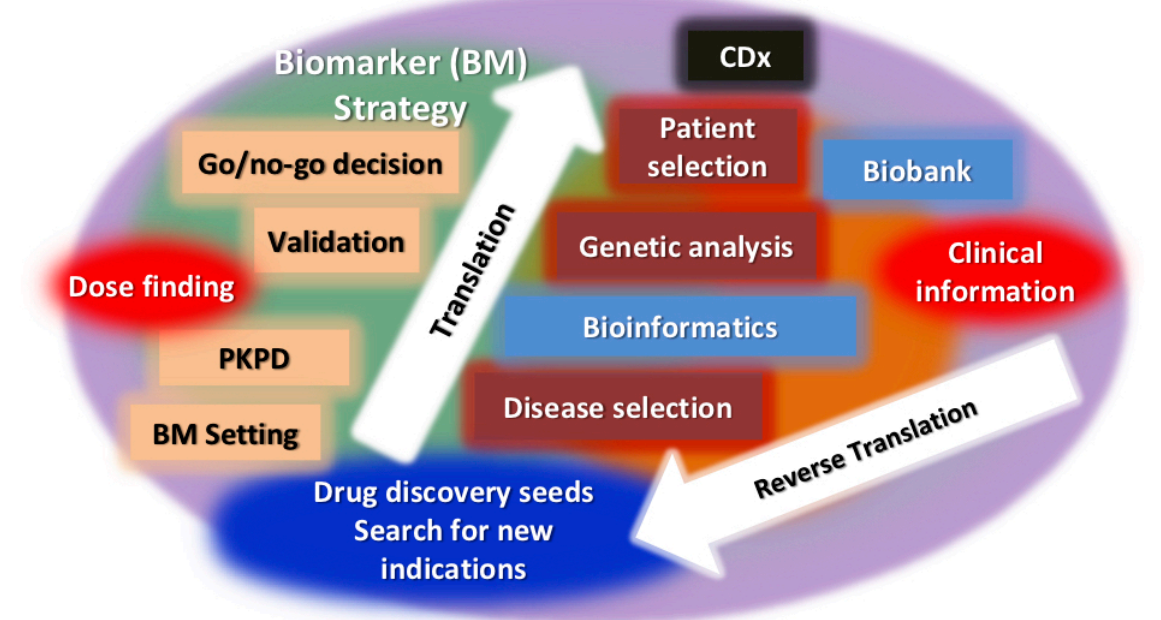 Biomarker (BM)
Strategy
CDx
Patient
selection
Go/no-go decision
Biobank
Validation
Translation
Genetic analysis
Clinical
information
Dose finding
Bioinformatics
PKPD
Disease selection
BM Setting
Reverse Translation
Drug discovery seeds
Search for new
indications